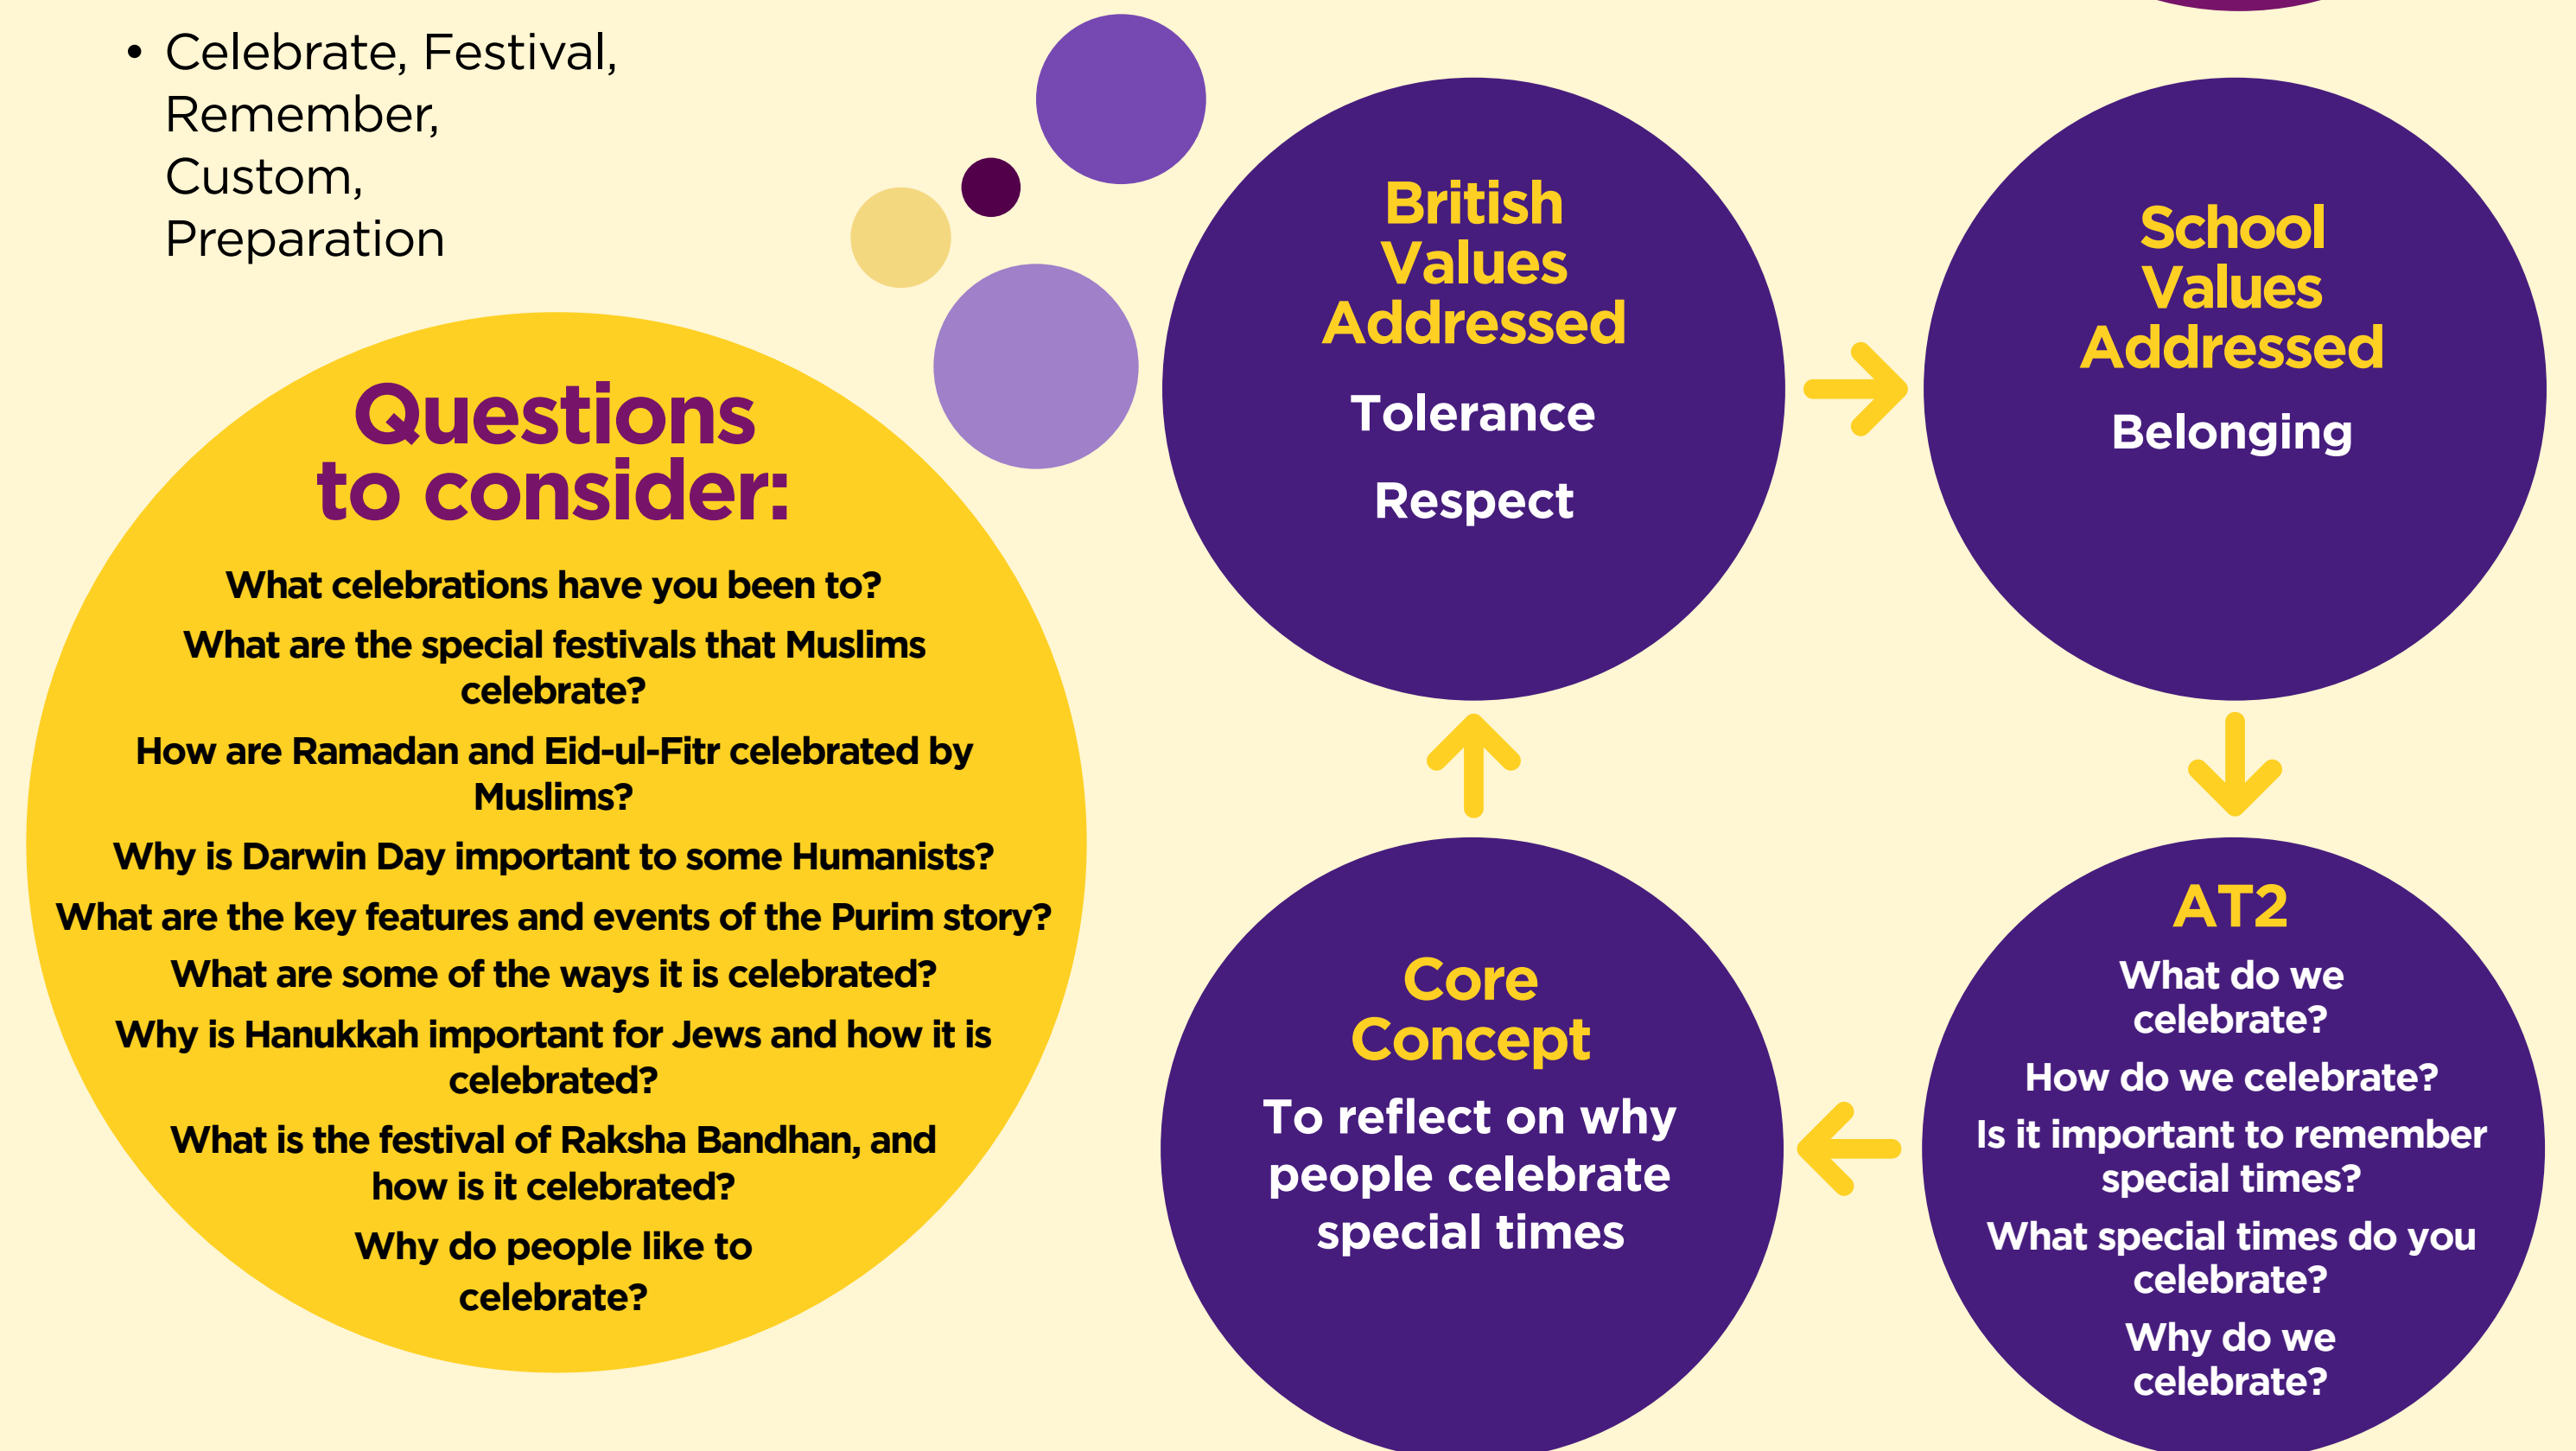 • Celebrate, Festival,
Remember,
Custom,
Preparation
Questions
to consider:
What celebrations have you been to?
What are the special festivals that Muslims
celebrate?
How are Ramadan and Eid-ul-Fitr celebrated by
Muslims?
Why is Darwin Day important to some Humanists?
What are the key features and events of the Purim story?
What are some of the ways it is celebrated?
Why is Hanukkah important for Jews and how it is
celebrated?
What is the festival of Raksha Bandhan, and
how is it celebrated?
Why do people like to
celebrate?
British
Values
Addressed
Tolerance
Respect
School
Values
Addressed
Belonging
AT2
What do we
celebrate?
How do we celebrate?
Is it important to remember
special times?
What special times do you
celebrate?
Why do we
celebrate?
Core
Concept
To reflect on why
people celebrate
special times